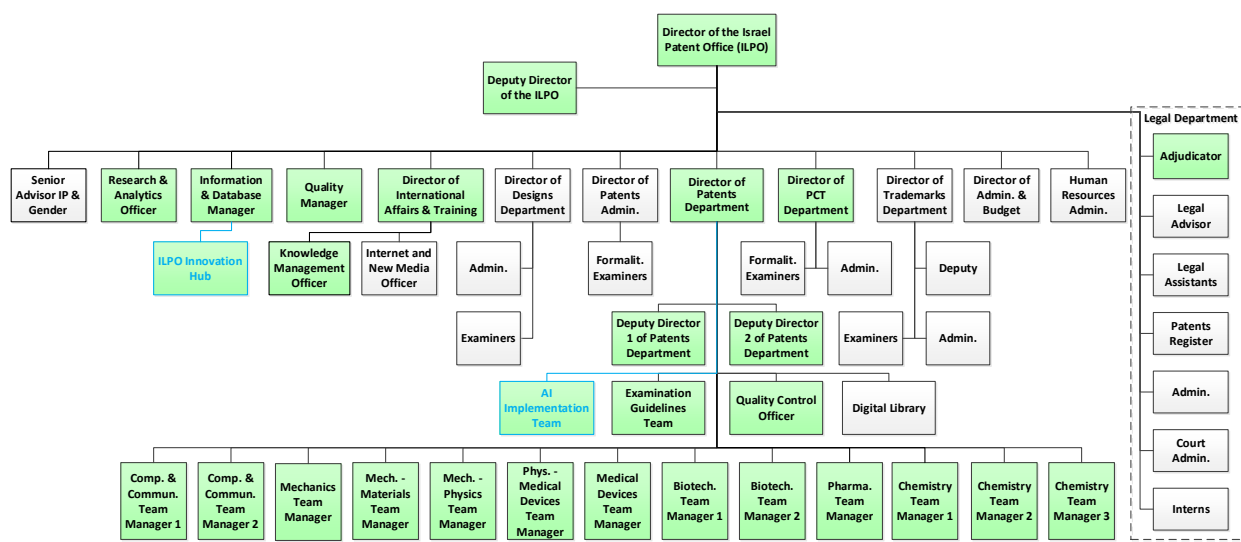 Director of the Israel
Patent Office (ILPO)
Deputy Director
of the ILPO
Legal Department
Adjudicator
Legal
Advisor
Legal
Assistants
Patents
Register
Admin.
Court
Admin.
Interns
Senior
Advisor IP &
Gender
Research &
Analytics
Officer
Information
& Database
Manager
Quality
Manager
Director of
International
Affairs & Training
Director of
Designs
Department
Director of
Patents
Admin.
Director of
Patents
Department
Director of
PCT
Department
Director of
Trademarks
Department
Director of
Admin. &
Budget
Human
Resources
Admin.
ILPO Innovation
Hub
Knowledge
Management
Officer
Internet and
New Media
Officer
Admin.
Formalit.
Examiners
Formalit.
Examiners
Admin.
Deputy
Examiners
Deputy Director
1 of Patents
Department
Deputy Director
2 of Patents
Department
Examiners
Admin.
AI
Implementation
Team
Examination
Guidelines
Team
Quality Control
Officer
Digital Library
Comp. &
Commun.
Team
Manager 1
Comp. &
Commun.
Team
Manager 2
Mechanics
Team
Manager
Mech. -
Materials
Team
Manager
Mech. -
Physics
Team
Manager
Phys. -
Medical
Devices Team
Manager
Medical
Devices
Team
Manager
Biotech.
Team
Manager 1
Biotech.
Team
Manager 2
Pharma.
Team
Manager
Chemistry
Team
Manager 1
Chemistry
Team
Manager 2
Chemistry
Team
Manager 3